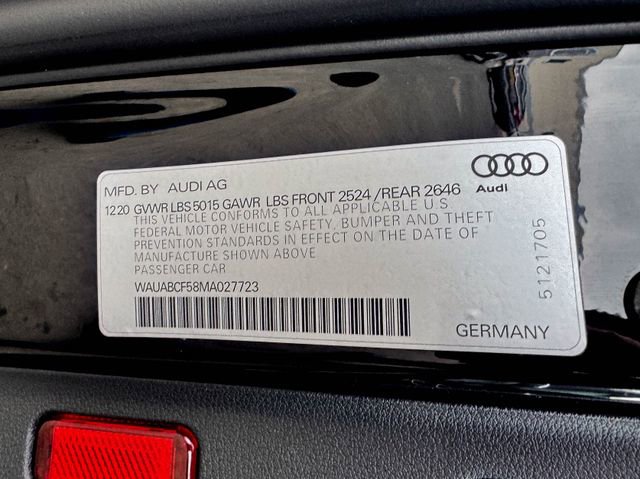 MFD. BY AUDI AG
Audi
1220 GVWR LBS 5015 GAWR LBS FRONT 2524 / REAR 2646
THIS VEHICLE CONFORMS TO ALL APPLICABLE U.S
FEDERAL MOTOR VEHICLE SAFETY, BUMPER AND THEFT
PREVENTION STANDARDS IN EFFECT ON THE DATE OF
MANUFACTURE SHOWN ABOVE
PASSENGER CAR
WAUABCF58MA027723
GERMANY
5121705